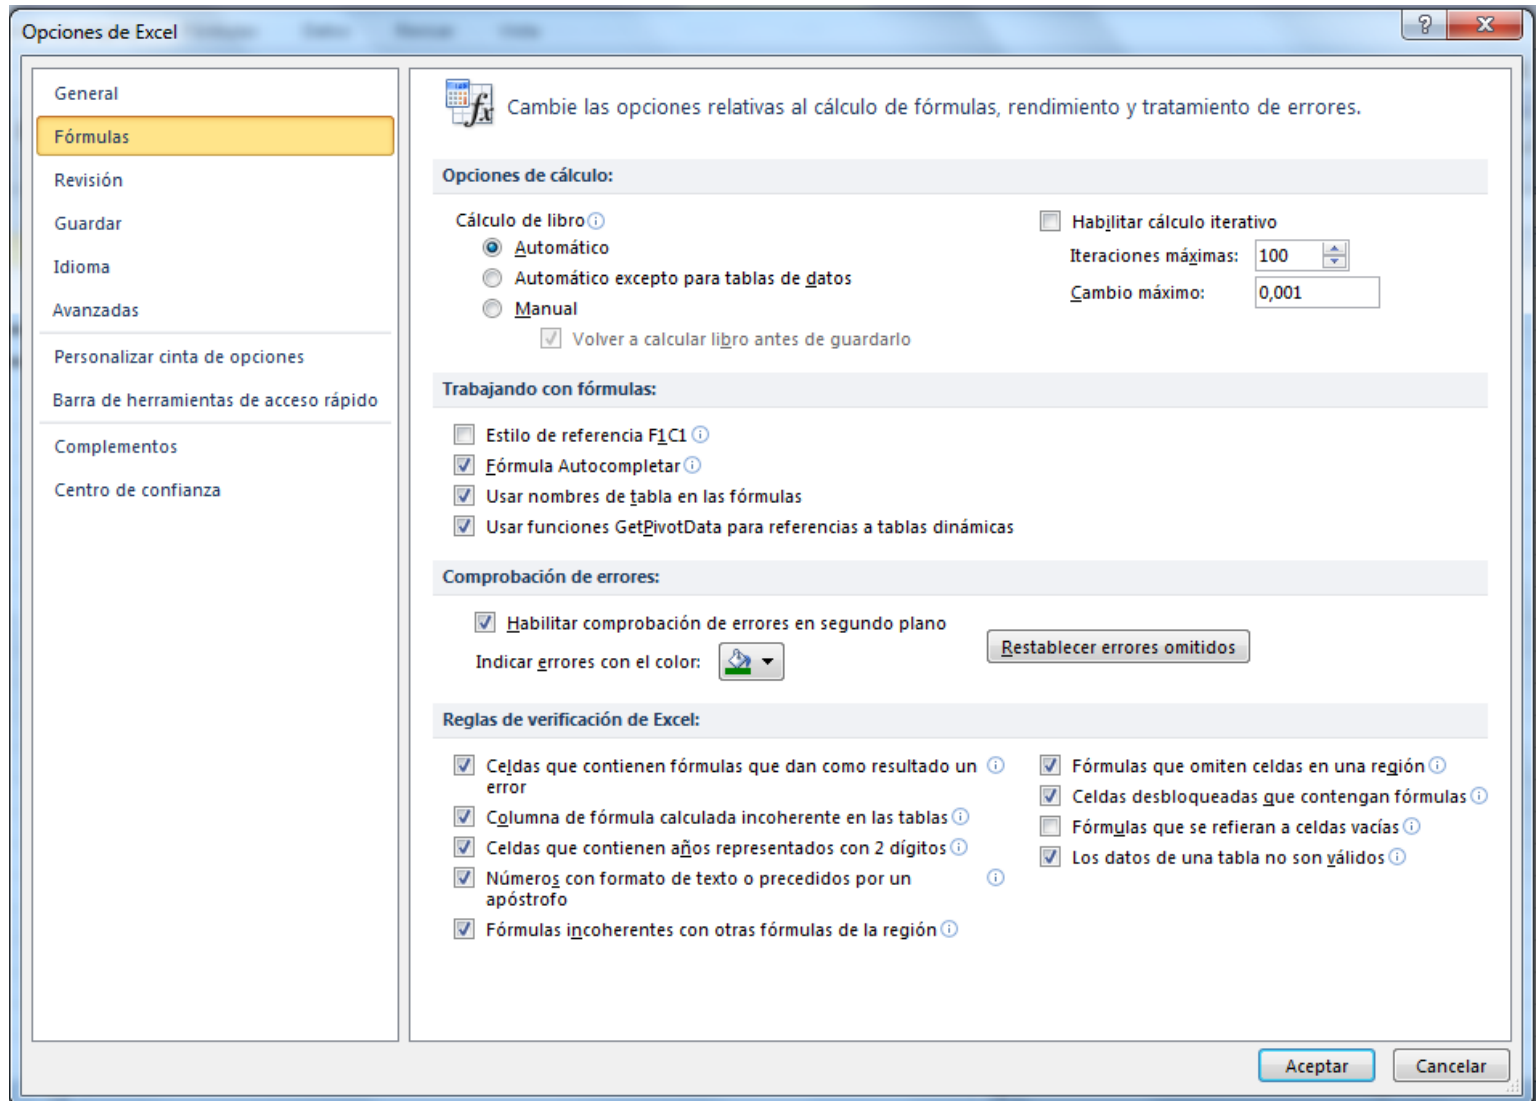 Opciones de Excel
General
Fórmulas
Revisión
Guardar
Idioma
Avanzadas
Personalizar cinta de opciones
Barra de herramientas de acceso rápido
Complementos
Centro de confianza
Cambie las opciones relativas al cálculo de fórmulas, rendimiento y tratamiento de errores.
Opciones de cálculo:
Cálculo de libro
Automático
Automático excepto para tablas de datos
Manual
Volver a calcular libro antes de guardarlo
Habilitar cálculo iterativo
Iteraciones máximas: 100
Cambio máximo: 0,001
Trabajando con fórmulas:
Estilo de referencia F1C1
Fórmula Autocompletar
Usar nombres de tabla en las fórmulas
Usar funciones GetPivotData para referencias a tablas dinámicas
Comprobación de errores:
Habilitar comprobación de errores en segundo plano
Indicar errores con el color:
Restablecer errores omitidos
Reglas de verificación de Excel:
Celdas que contienen fórmulas que dan como resultado un
error
Columna de fórmula calculada incoherente en las tablas
Celdas que contienen años representados con 2 dígitos
Números con formato de texto o precedidos por un
apóstrofo
Fórmulas incoherentes con otras fórmulas de la región
Fórmulas que omiten celdas en una región
Celdas desbloqueadas que contengan fórmulas
Fórmulas que se refieran a celdas vacías
Los datos de una tabla no son válidos
Aceptar
Cancelar